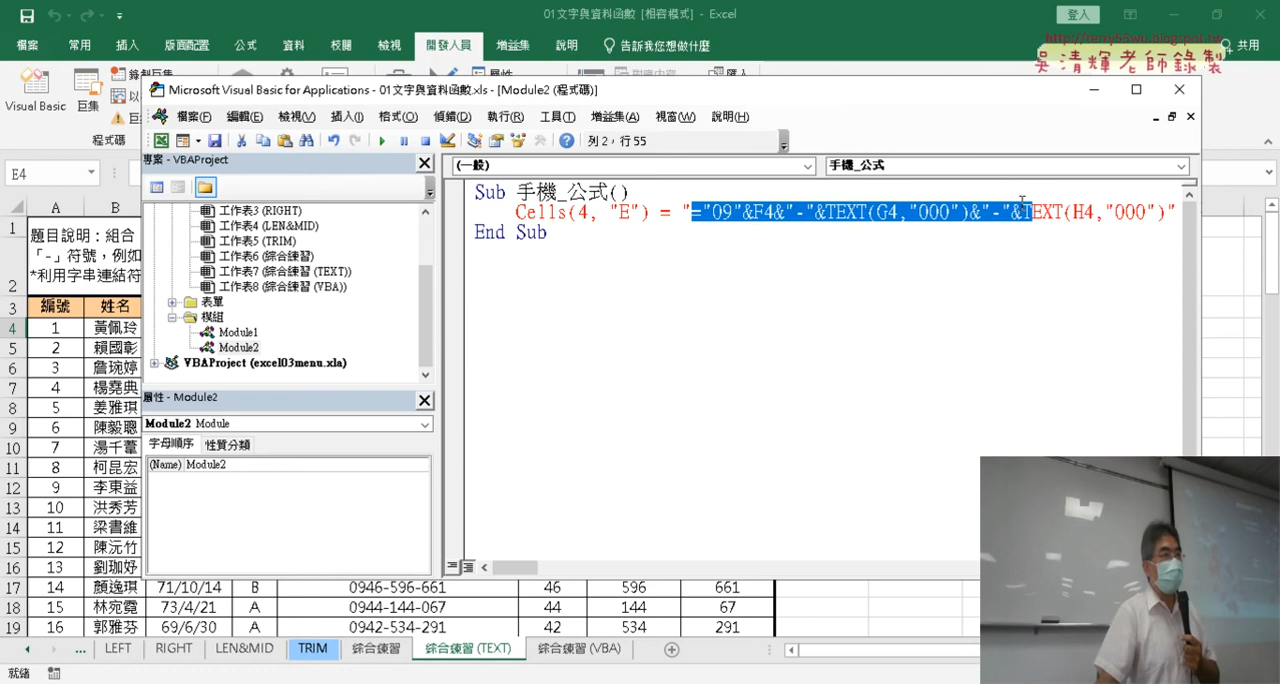 01文字與資料函數 [相容模式] - Excel
登入
http://terry55wu.blogspot.tw
吳清輝老師錄製
檔案 常用 插入 版面配置 公式 資料 校閱 檢視 開發人員 增益集 說明 告訴我您想做什麼 共用
Visual Basic 巨集 錄製巨集
程式碼
Microsoft Visual Basic for Applications - 01文字與資料函數.xls - [Module2 (程式碼)]
檔案(F) 編輯(E) 檢視(V) 插入(I) 格式(O) 偵錯(D) 執行(R) 工具(T) 增益集(A) 視窗(W) 說明(H)
列 2, 行 55
專案 - VBAProject
(一般) 手機_公式
E4
工作表3 (RIGHT)
工作表4 (LEN&MID)
工作表5 (TRIM)
工作表6 (綜合練習)
工作表7 (綜合練習 (TEXT))
工作表8 (綜合練習 (VBA))
表單
模組
Module1
Module2
VBAProject (excel03menu.xla)
屬性 - Module2
Module2 Module
字母順序 性質分類
(Name) Module2
Sub 手機_公式()
Cells(4, "E") = "="09"&F4&"-"&TEXT(G4,"000")&"-"&TEXT(H4,"000")"
End Sub
A B
1 題目說明：組合
「-」符號，例如
2 *利用字串連結符
3 編號 姓名
4 1 黃佩玲
5 2 賴國彰
6 3 詹琬婷
7 4 楊堯典
8 5 姜雅琪
9 6 陳毅聰
10 7 湯千葦
11 8 柯昆宏
12 9 李東益
13 10 洪秀芳
14 11 梁書維
15 12 陳沅竹
16 13 劉珈妤
17 14 顏逸琪 71/10/14 B 0946-596-661 46 596 661
18 15 林宛霓 73/4/21 A 0944-144-067 44 144 67
19 16 郭雅芬 69/6/30 A 0942-534-291 42 534 291
... LEFT RIGHT LEN&MID TRIM 綜合練習 綜合練習 (TEXT) 綜合練習 (VBA)
就緒